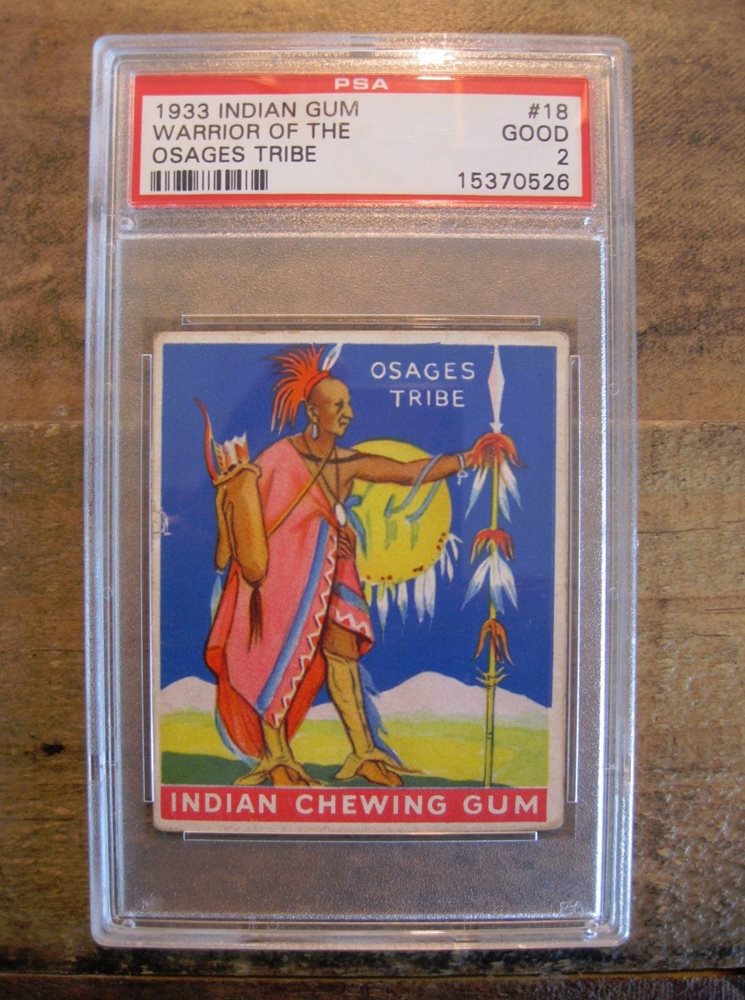 PSA
1933 INDIAN GUM #18
WARRIOR OF THE GOOD
OSAGES TRIBE 2
15370526
OSAGES
TRIBE
INDIAN CHEWING GUM